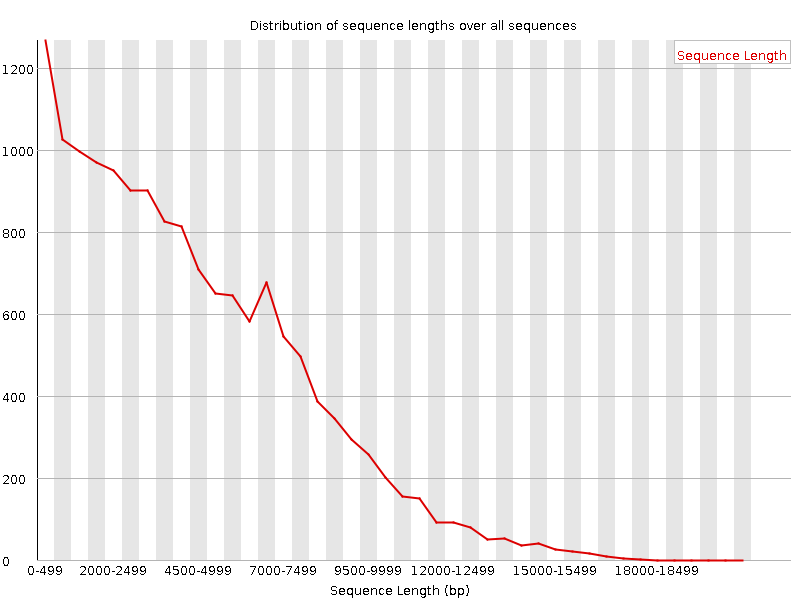 Distribution of sequence lengths over all sequences
Sequence Length
1200
1000
800
600
400
200
0
0-499 2000-2499 4500-4999 7000-7499 9500-9999 12000-12499 15000-15499 18000-18499
Sequence Length (bp)